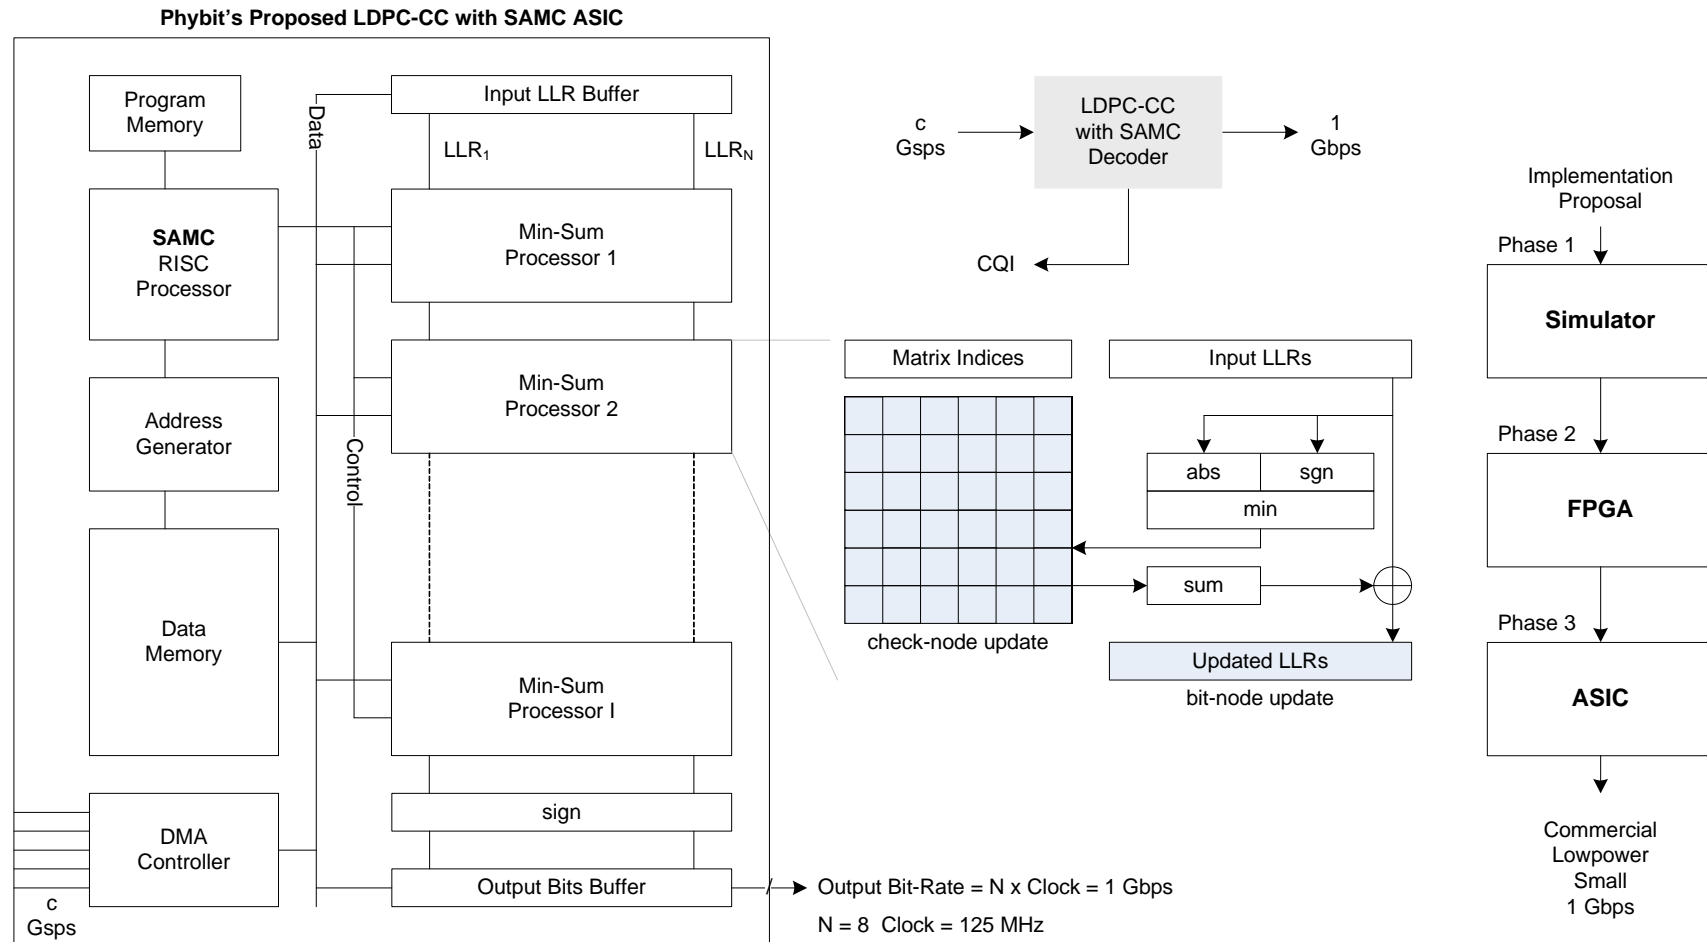 Phybit's Proposed LDPC-CC with SAMC ASIC
Program
Memory
SAMC
RISC
Processor
Address
Generator
Data
Memory
DMA
Controller
c
Gsps
Data
Control
Input LLR Buffer
LLR1
LLRN
Min-Sum
Processor 1
Min-Sum
Processor 2
Min-Sum
Processor I
sign
Output Bits Buffer
Output Bit-Rate = N x Clock = 1 Gbps
N = 8 Clock = 125 MHz
c
Gsps
LDPC-CC
with SAMC
Decoder
1
Gbps
CQI
Matrix Indices
check-node update
Input LLRs
abs
sgn
min
sum
Updated LLRs
bit-node update
Implementation
Proposal
Phase 1
Simulator
Phase 2
FPGA
Phase 3
ASIC
Commercial
Lowpower
Small
1 Gbps